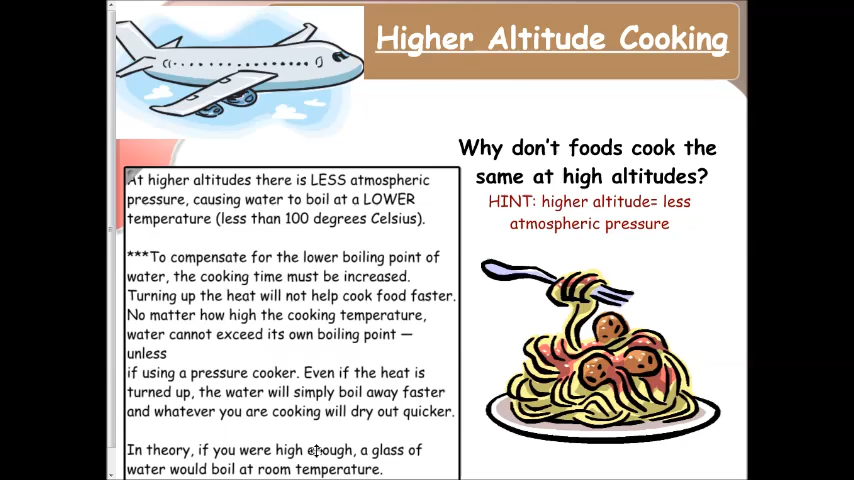 Higher Altitude Cooking
Why don't foods cook the
same at high altitudes?
HINT: higher altitude= less
atmospheric pressure
At higher altitudes there is LESS atmospheric
pressure, causing water to boil at a LOWER
temperature (less than 100 degrees Celsius).
***To compensate for the lower boiling point of
water, the cooking time must be increased.
Turning up the heat will not help cook food faster.
No matter how high the cooking temperature,
water cannot exceed its own boiling point —
unless
if using a pressure cooker. Even if the heat is
turned up, the water will simply boil away faster
and whatever you are cooking will dry out quicker.
In theory, if you were high enough, a glass of
water would boil at room temperature.